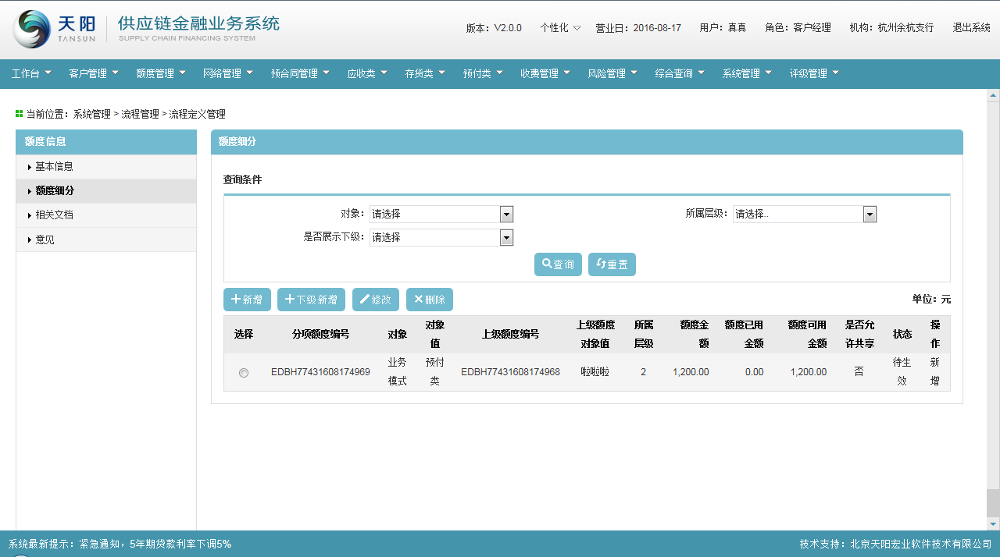 天阳
TANSUN
供应链金融业务系统
SUPPLY CHAIN FINANCING SYSTEM
版本：V2.0.0 个性化 营业日：2016-08-17 用户：真真 角色：客户经理 机构：杭州余杭支行 退出系统
工作台 客户管理 额度管理 网络管理 预合同管理 应收类 存货类 预付类 收费管理 风险管理 综合查询 系统管理 评级管理
当前位置：系统管理 > 流程管理 > 流程定义管理
额度信息
基本信息
额度细分
相关文档
意见
额度细分
查询条件
对象：请选择 所属层级：请选择..
是否展示下级：请选择
查询 重置
新增 下级新增 修改 删除 单位：元
选择 分项额度编号 对象 对象值 上级额度编号 上级额度对象值 所属层级 额度金额 额度已用金额 额度可用金额 是否允许共享 状态 操作
EDBH77431608174969 业务模式 预付类 EDBH77431608174968 啦啦啦 2 1,200.00 0.00 1,200.00 否 待生效 新增
系统最新提示：紧急通知，5年期贷款利率下调5% 技术支持：北京天阳宏业软件技术有限公司